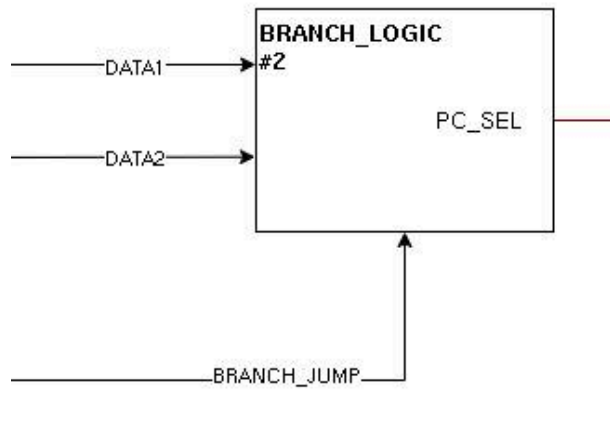 BRANCH_LOGIC
#2
DATA1
PC_SEL
DATA2
BRANCH_JUMP